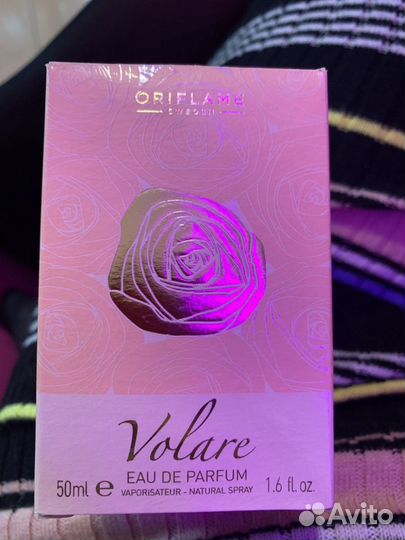 ORIFLAME
SWEDEN
Volare
EAU DE PARFUM
50ml e VAPORISATEUR - NATURAL SPRAY 1.6 fl. oz.
Avito